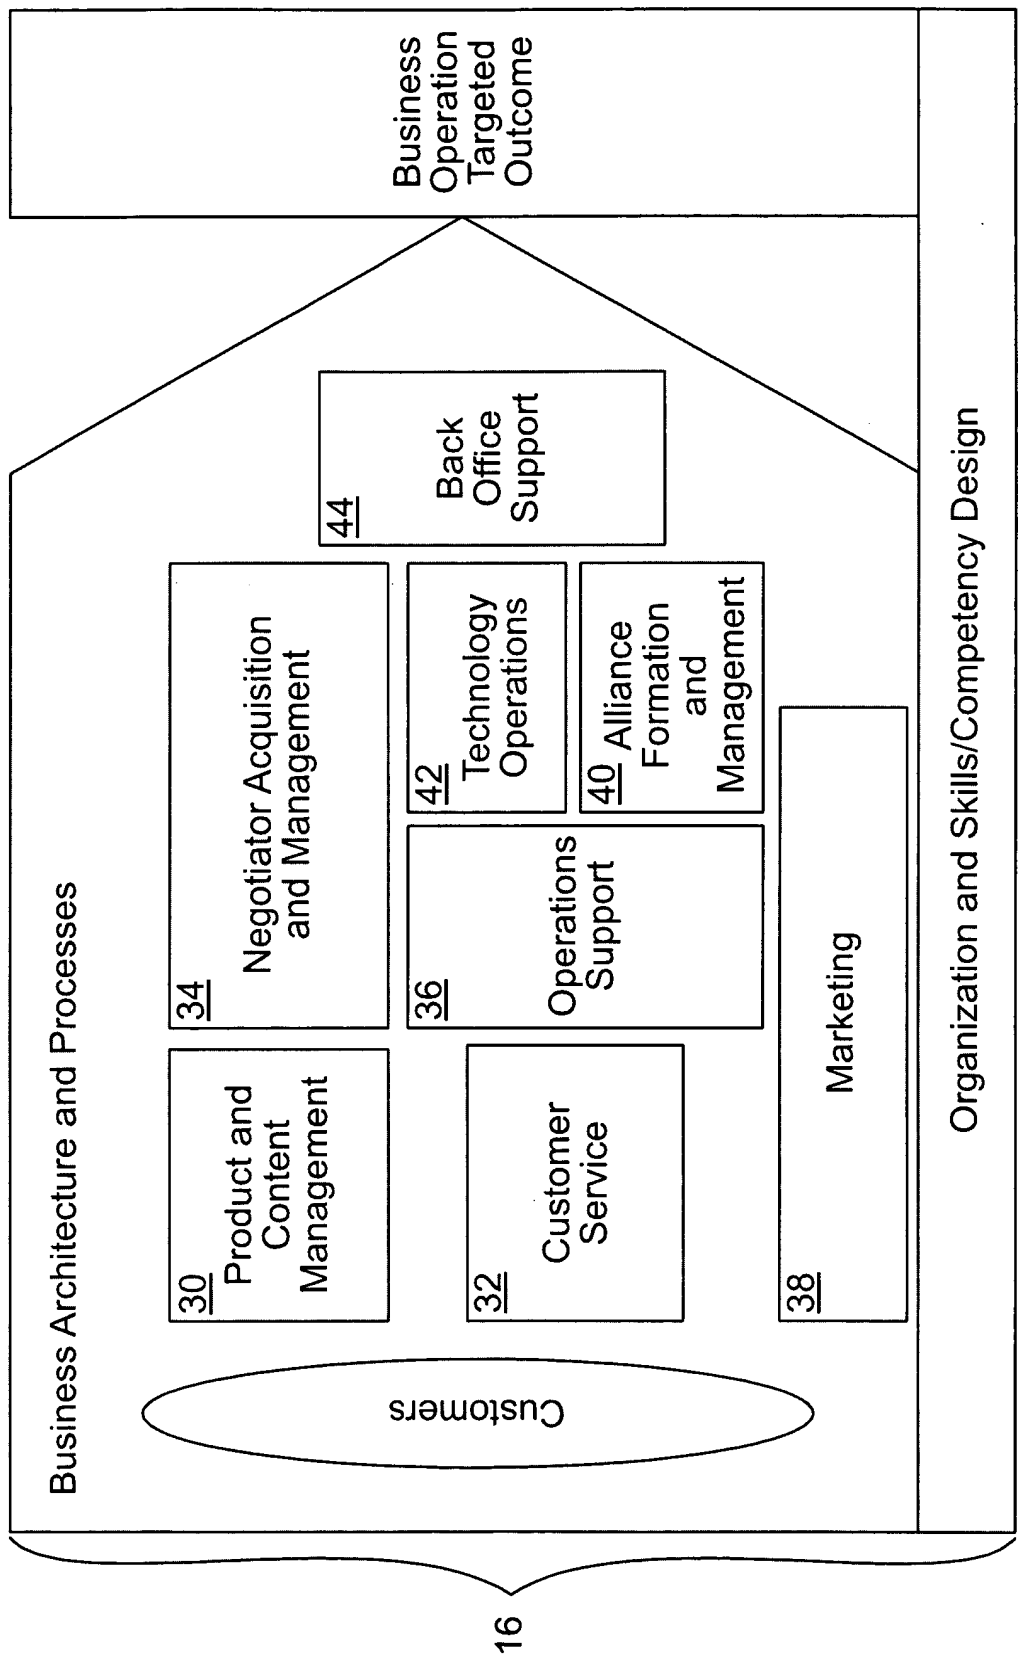 Business Architecture and Processes
Customers
30
Product and
Content
Management
34
Negotiator Acquisition
and Management
32
Customer
Service
36
Operations
Support
42
Technology
Operations
40 Alliance
Formation
and
Management
44
Back
Office
Support
38
Marketing
Business
Operation
Targeted
Outcome
Organization and Skills/Competency Design
16